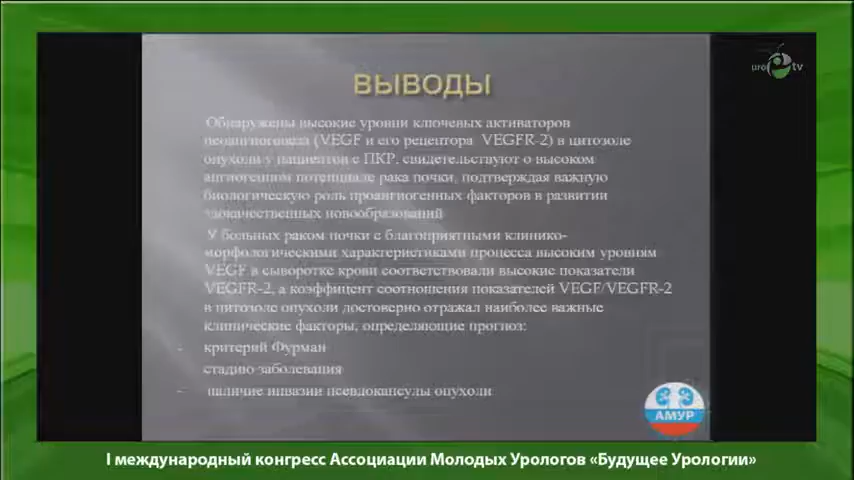 uro tv
ВЫВОДЫ
Обнаружены высокие уровни ключевых активаторов
неоангиогенеза (VEGF и его рецептора VEGFR-2) в цитозоле
опухоли у пациентов с ПКР, свидетельствуют о высоком
ангиогенном потенциале рака почки, подтверждая важную
биологическую роль проангиогенных факторов в развитии
злокачественных новообразований
У больных раком почки с благоприятными клинико-
морфологическими характеристиками процесса высоким уровням
VEGF в сыворотке крови соответствовали высокие показатели
VEGFR-2, а коэффицент соотношения показателей VEGF/VEGFR-2
в цитозоле опухоли достоверно отражал наиболее важные
клинические факторы, определяющие прогноз:
- критерий Фурман
стадию заболевания
- наличие инвазии псевдокапсулы опухоли
АМУР
I международный конгресс Ассоциации Молодых Урологов «Будущее Урологии»